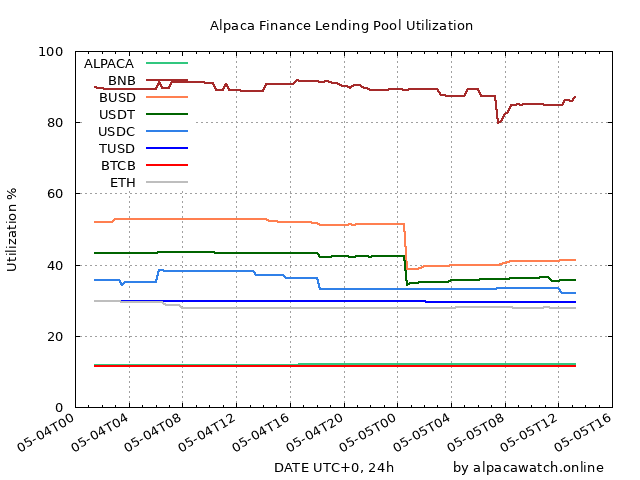 Alpaca Finance Lending Pool Utilization
Utilization %
100
80
60
40
20
0
ALPACA
BNB
BUSD
USDT
USDC
TUSD
BTCB
ETH
05-04T00
05-04T04
05-04T08
05-04T12
05-04T16
05-04T20
05-05T00
05-05T04
05-05T08
05-05T12
05-05T16
DATE UTC+0, 24h
by alpacawatch.online